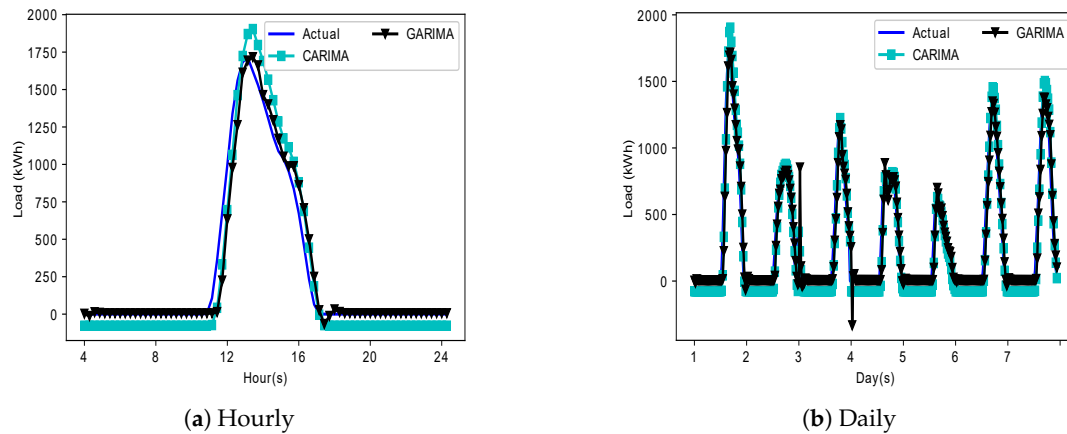 2000
1750
1500
1250
1000
750
500
250
0
Load (kWh)
Actual
CARIMA
GARIMA
4 8 12 16 20 24
Hour(s)
(a) Hourly
2000
1500
1000
500
0
Load (kWh)
Actual
CARIMA
GARIMA
1 2 3 4 5 6 7
Day(s)
(b) Daily